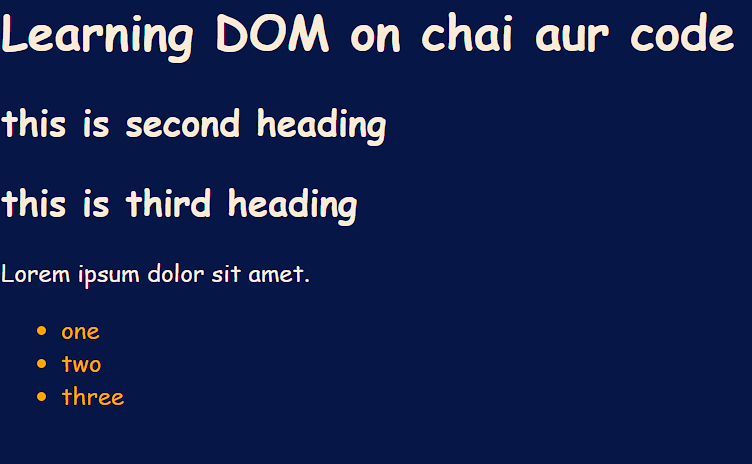 Learning DOM on chai aur code
this is second heading
this is third heading
Lorem ipsum dolor sit amet.
one
two
three